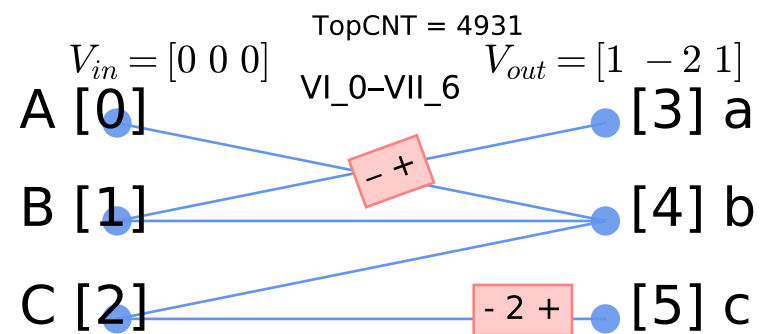 TopCNT = 4931
V_in = [0 0 0]
V_out = [1 − 2 1]
VI_0–VII_6
A [0]
[3] a
- +
B [1]
[4] b
C [2]
- 2 +
[5] c